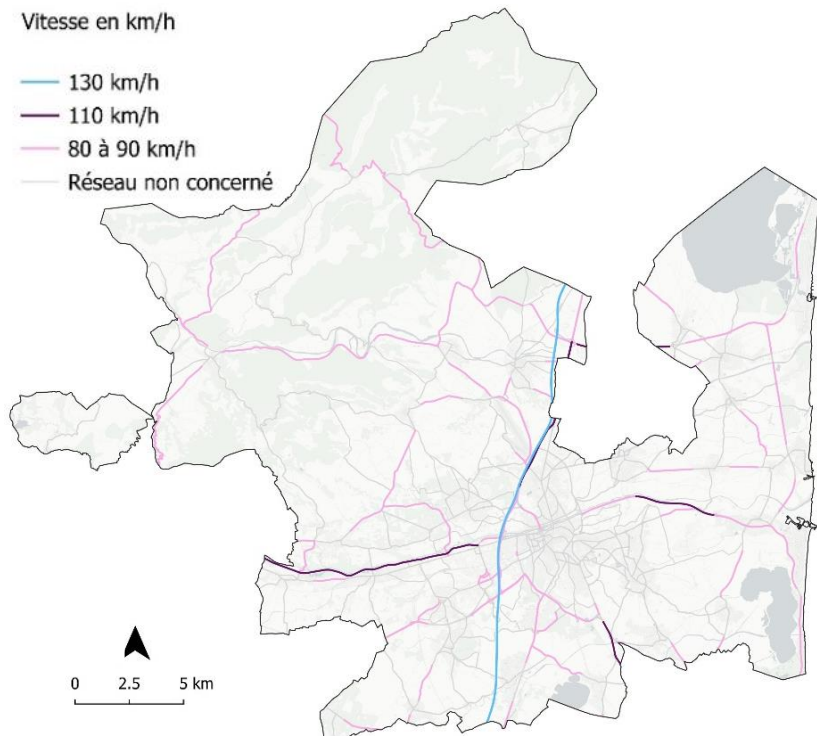 Vitesse en km/h
130 km/h
110 km/h
80 à 90 km/h
Réseau non concerné
0 2.5 5 km